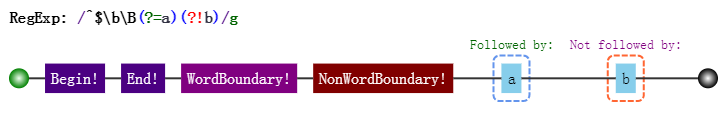 RegExp: /^$\b\B(?=a)(?!b)/g
Followed by: Not followed by:
Begin! End! WordBoundary! NonWordBoundary! a b